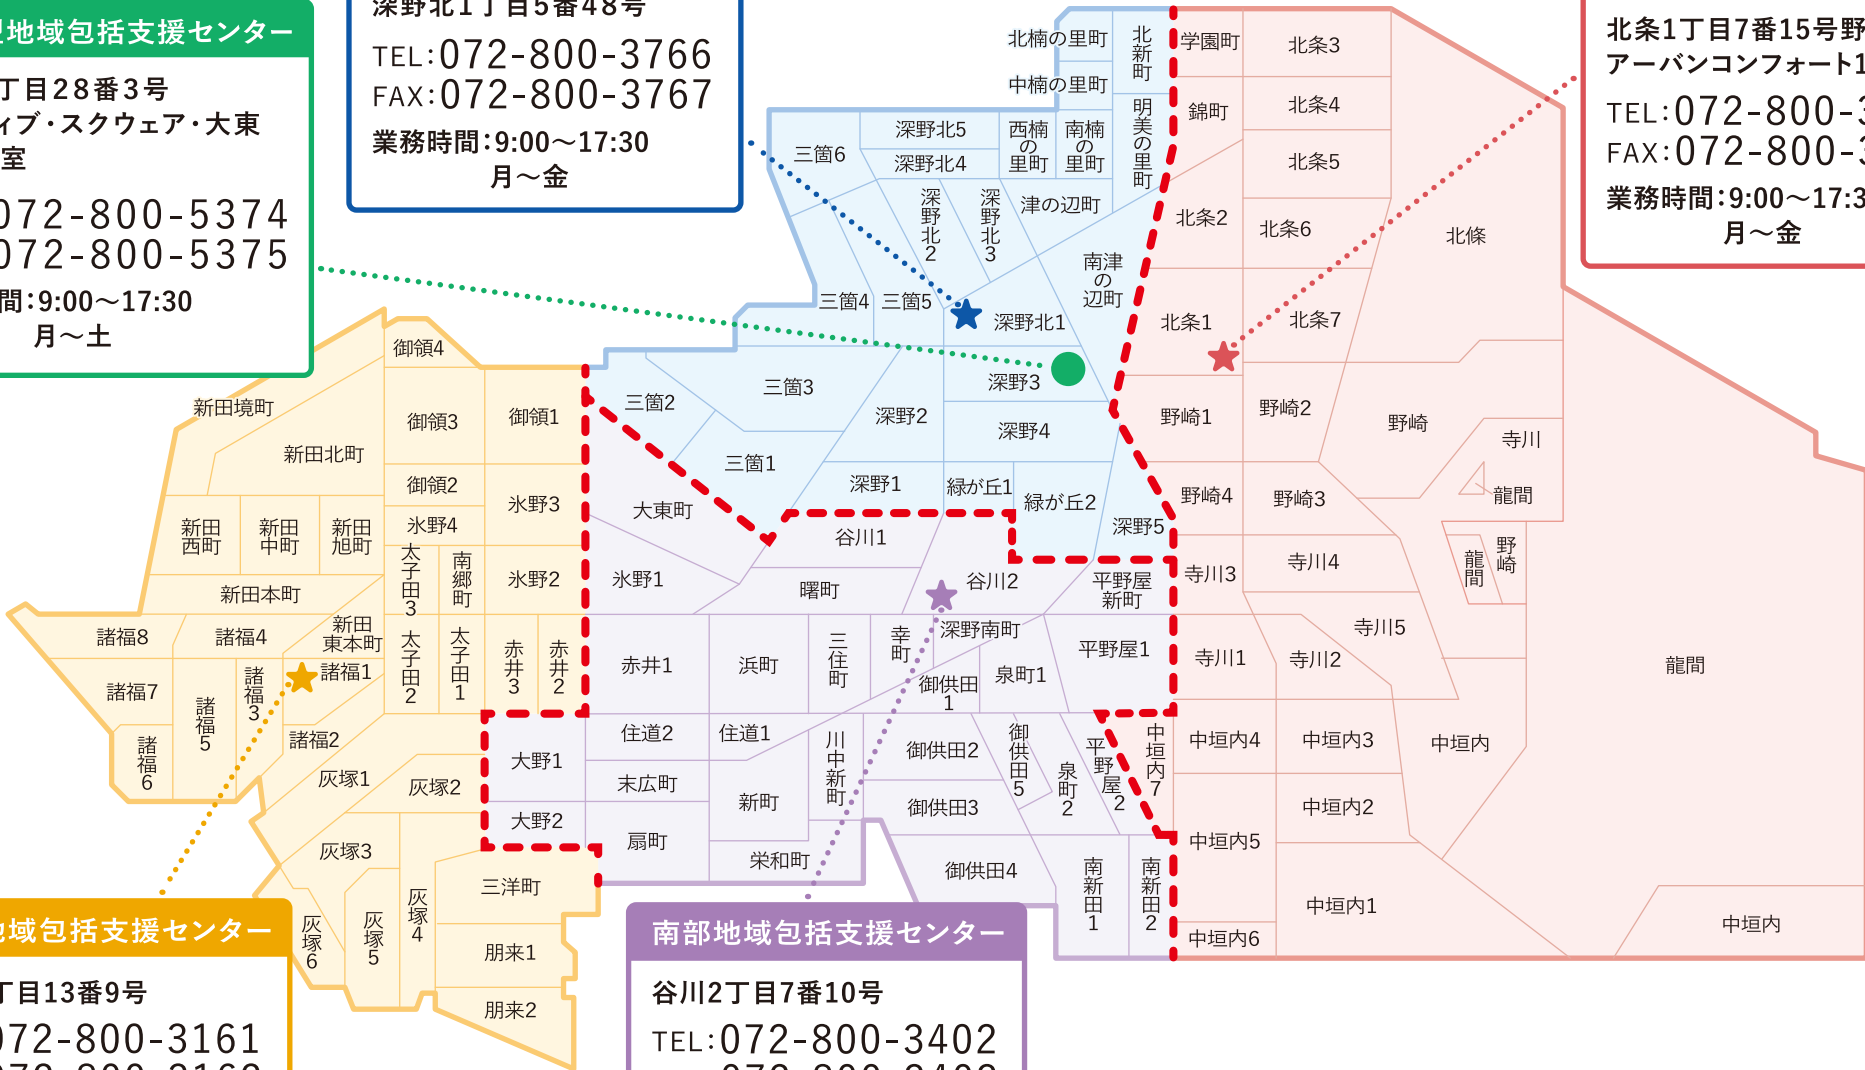 地域包括支援センター
丁目28番3号
ィブ・スクウェア・大東
室
072-800-5374
072-800-5375
間：9:00～17:30
月～土
深野北1丁目5番48号
TEL：072-800-3766
FAX：072-800-3767
業務時間：9:00～17:30
月～金
北条1丁目7番15号野
アーバンコンフォート1
TEL：072-800-3
FAX：072-800-3
業務時間：9:00～17:3
月～金
北楠の里町
中楠の里町
北新町
明美の里町
三箇6
深野北5
深野北4
西楠の里町
南楠の里町
深野北2
深野北3
津の辺町
南津の辺町
三箇4
三箇5
深野北1
三箇2
三箇3
三箇1
深野2
深野3
深野4
深野1
緑が丘1
緑が丘2
深野5
学園町
錦町
北条3
北条4
北条5
北条2
北条6
北條
北条1
北条7
野崎1
野崎2
野崎
寺川
龍間
野崎4
野崎3
龍間
野崎
寺川3
寺川4
寺川5
寺川1
寺川2
龍間
中垣内7
中垣内4
中垣内3
中垣内
中垣内2
中垣内5
中垣内1
中垣内6
中垣内
御領4
新田境町
新田北町
御領3
御領1
御領2
氷野3
氷野4
新田西町
新田中町
新田旭町
太子田3
南郷町
氷野2
新田本町
新田東本町
諸福8
諸福4
諸福1
太子田2
太子田1
赤井3
赤井2
諸福7
諸福5
諸福3
諸福6
諸福2
灰塚1
灰塚2
灰塚3
灰塚4
灰塚5
灰塚6
三洋町
朋来1
朋来2
大東町
氷野1
谷川1
曙町
谷川2
平野屋新町
赤井1
浜町
三住町
幸町
深野南町
御供田1
泉町1
平野屋1
大野1
大野2
住道2
住道1
末広町
扇町
新町
川中新町
栄和町
御供田2
御供田3
御供田5
泉町2
平野屋2
御供田4
南新田1
南新田2
地域包括支援センター
丁目13番9号
072-800-3161
南部地域包括支援センター
谷川2丁目7番10号
TEL：072-800-3402